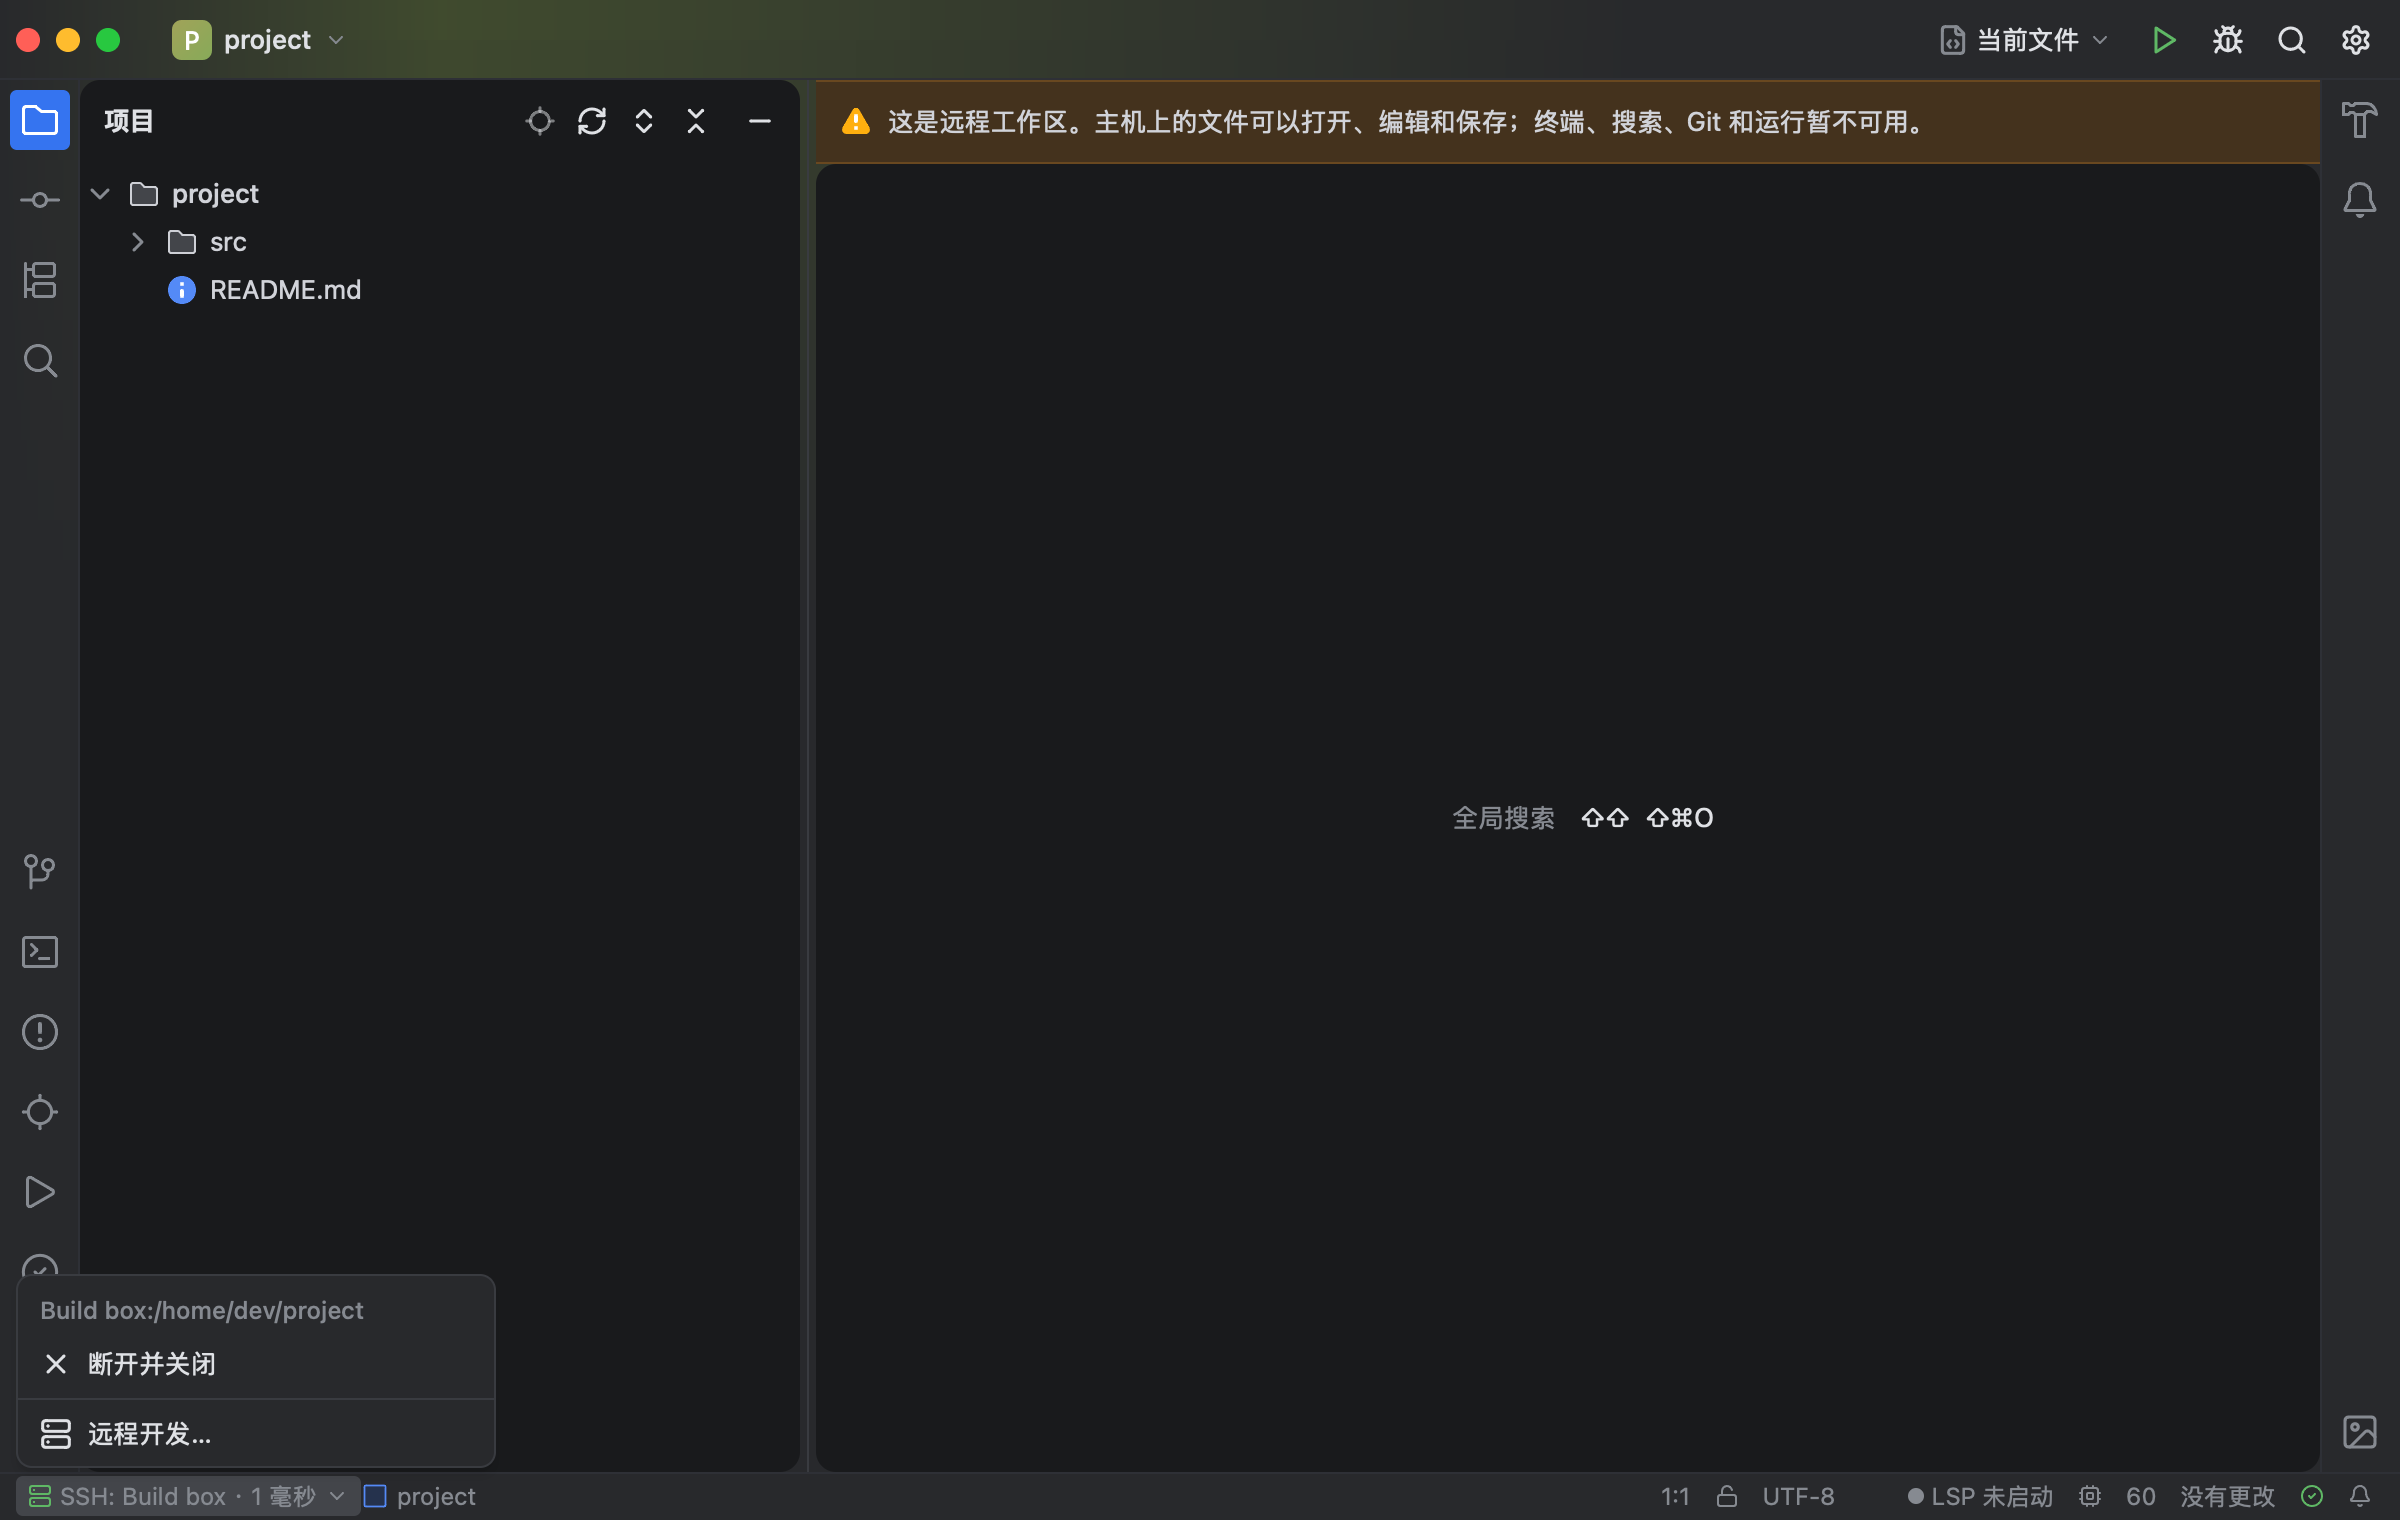 P project
当前文件
项目
这是远程工作区。主机上的文件可以打开、编辑和保存；终端、搜索、Git 和运行暂不可用。
project
src
README.md
全局搜索 ⇧⇧ ⇧⌘O
Build box:/home/dev/project
断开并关闭
远程开发...
SSH: Build box · 1 毫秒
project
1:1
UTF-8
LSP 未启动
60
没有更改